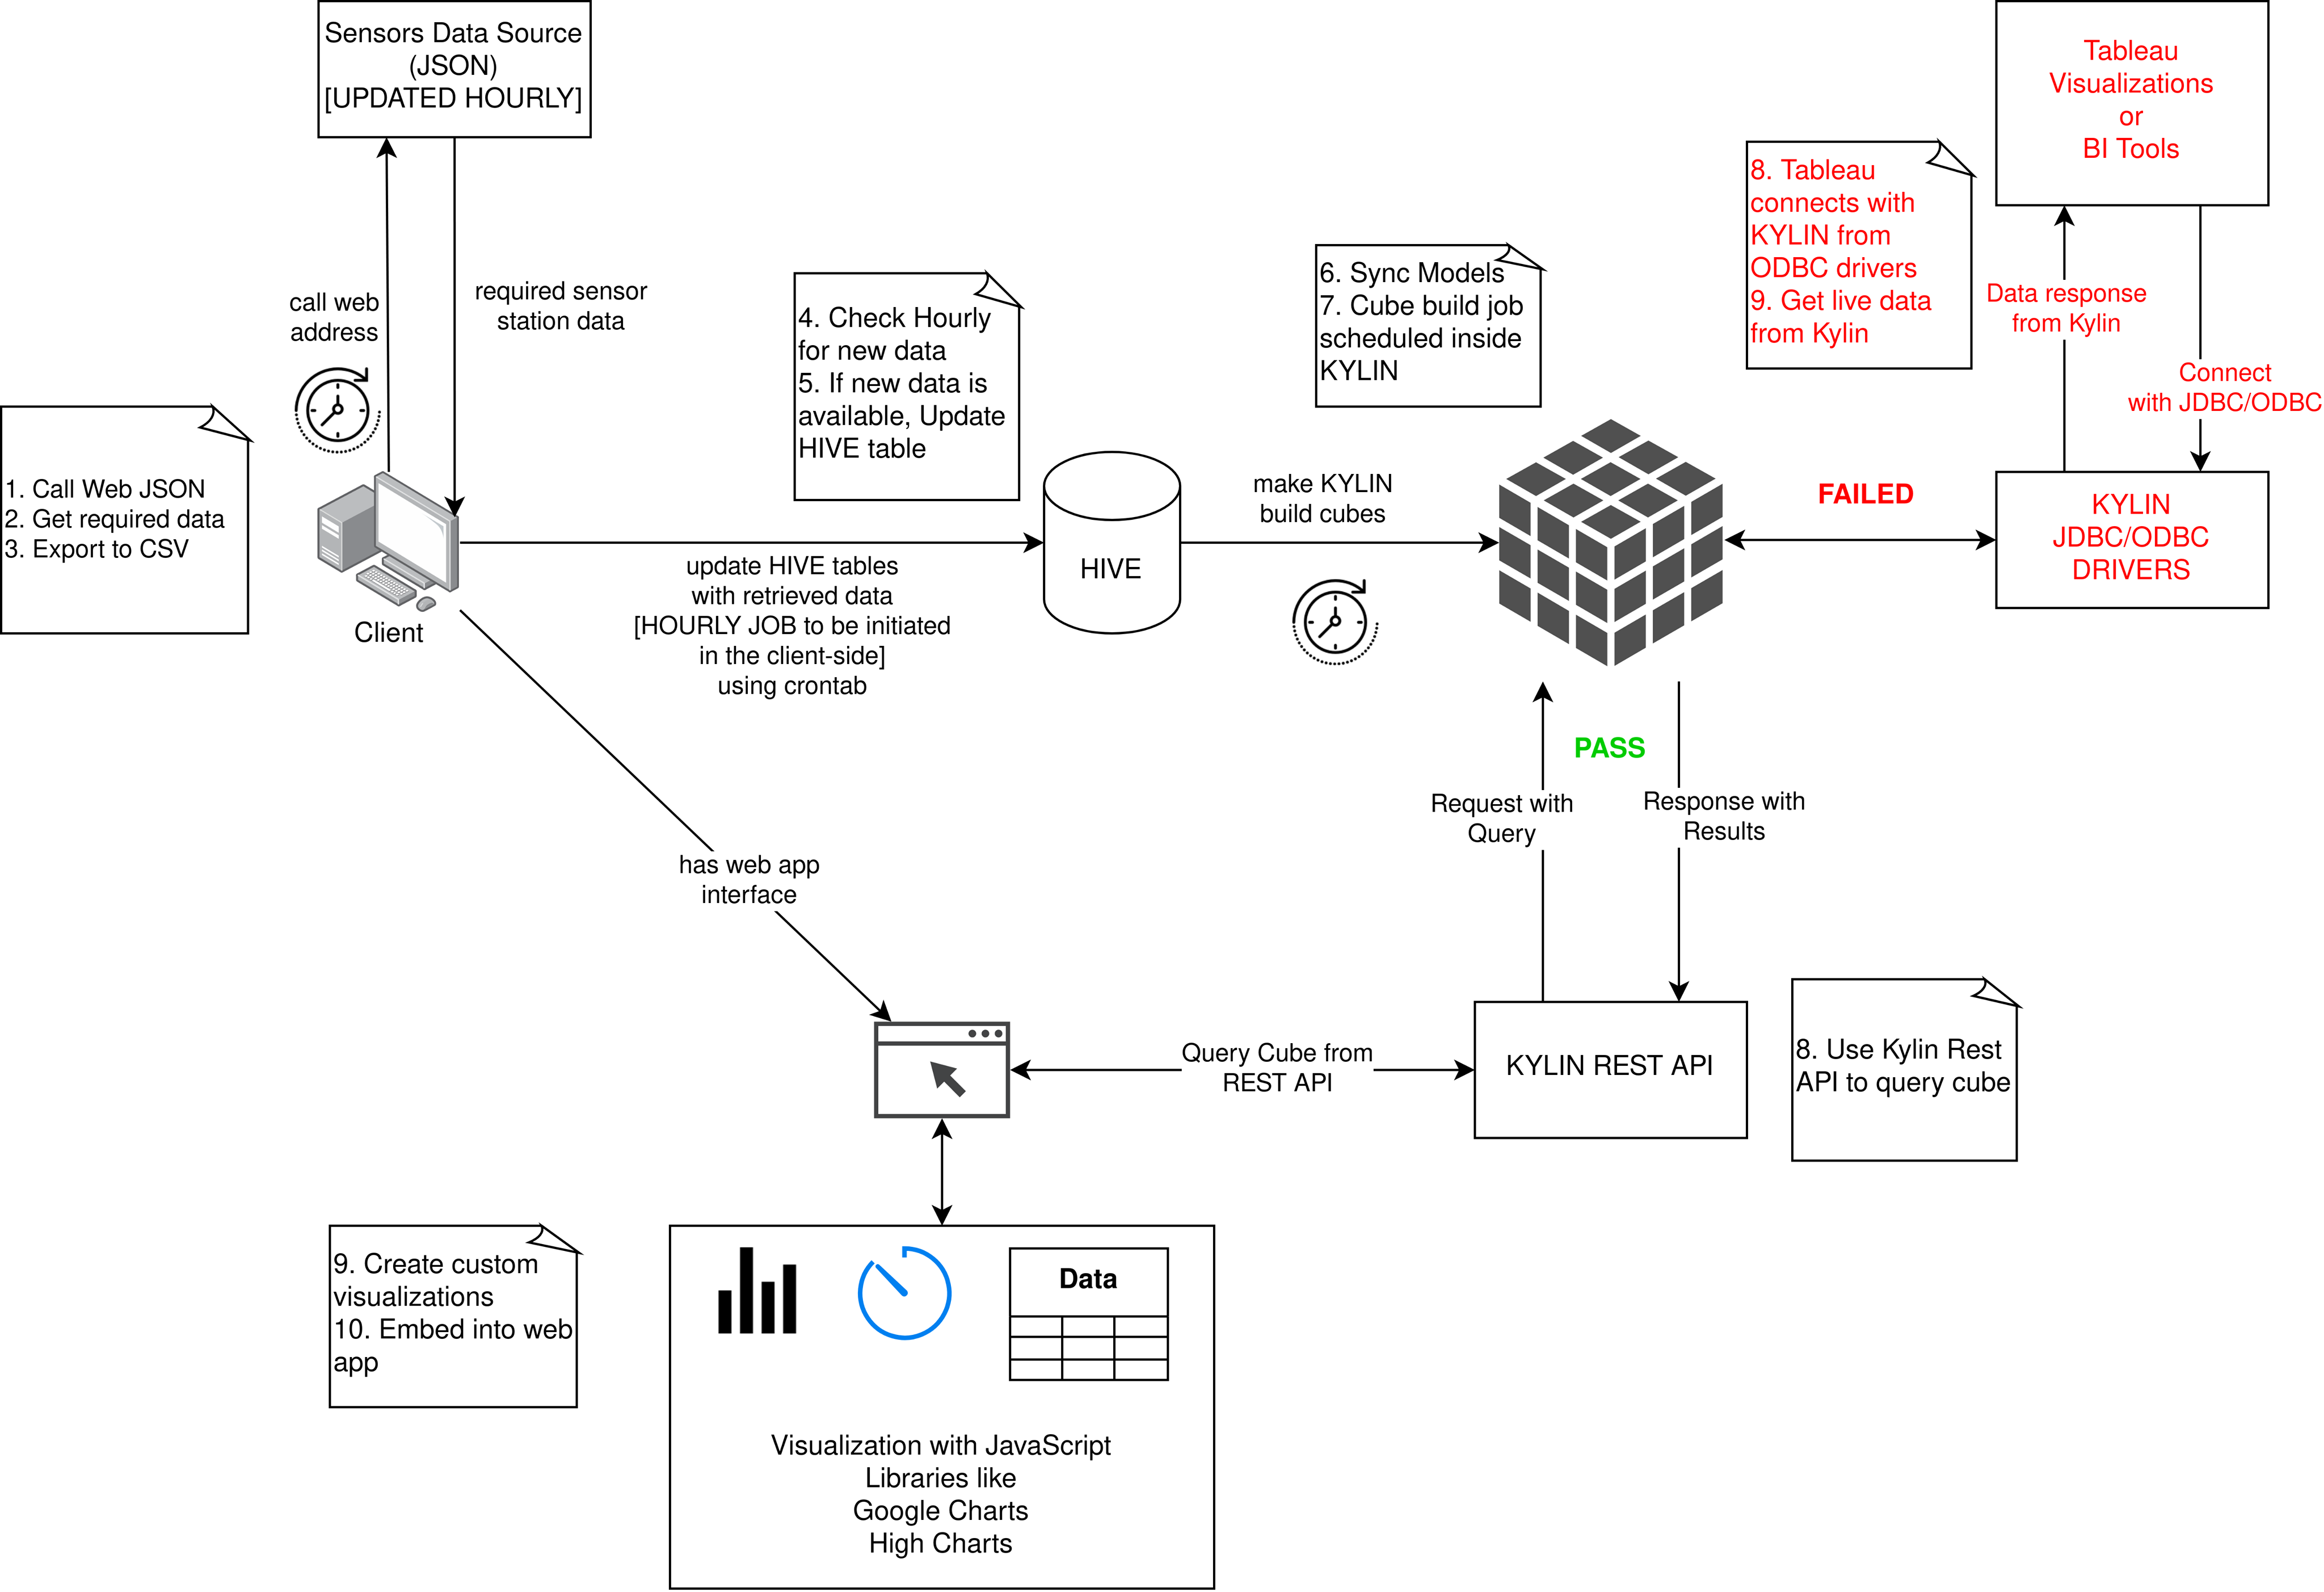 Sensors Data Source
(JSON)
[UPDATED HOURLY]
Tableau
Visualizations
or
BI Tools
8. Tableau
connects with
KYLIN from
ODBC drivers
9. Get live data
from Kylin
call web
address
required sensor
station data
4. Check Hourly
for new data
5. If new data is
available, Update
HIVE table
6. Sync Models
7. Cube build job
scheduled inside
KYLIN
Data response
from Kylin
Connect
with JDBC/ODBC
1. Call Web JSON
2. Get required data
3. Export to CSV
Client
update HIVE tables
with retrieved data
[HOURLY JOB to be initiated
in the client-side]
using crontab
HIVE
make KYLIN
build cubes
FAILED
KYLIN
JDBC/ODBC
DRIVERS
PASS
Request with
Query
Response with
Results
has web app
interface
Query Cube from
REST API
KYLIN REST API
8. Use Kylin Rest
API to query cube
9. Create custom
visualizations
10. Embed into web
app
Data
Visualization with JavaScript
Libraries like
Google Charts
High Charts